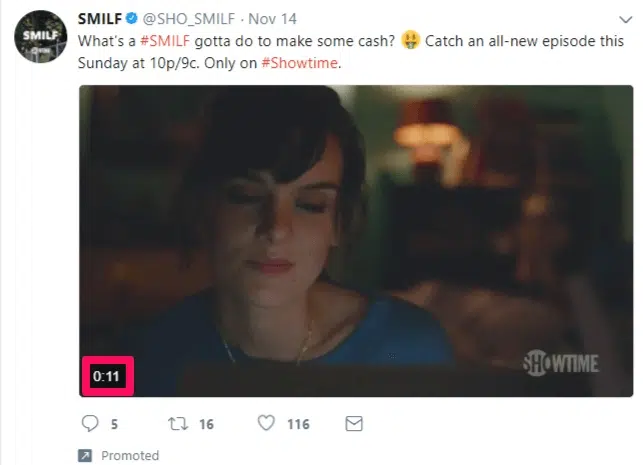 SMILF @SHO_SMILF · Nov 14
SMILF
What's a #SMILF gotta do to make some cash? 🤑 Catch an all-new episode this
Sunday at 10p/9c. Only on #Showtime.
0:11
SHOWTIME
5 16 116
Promoted